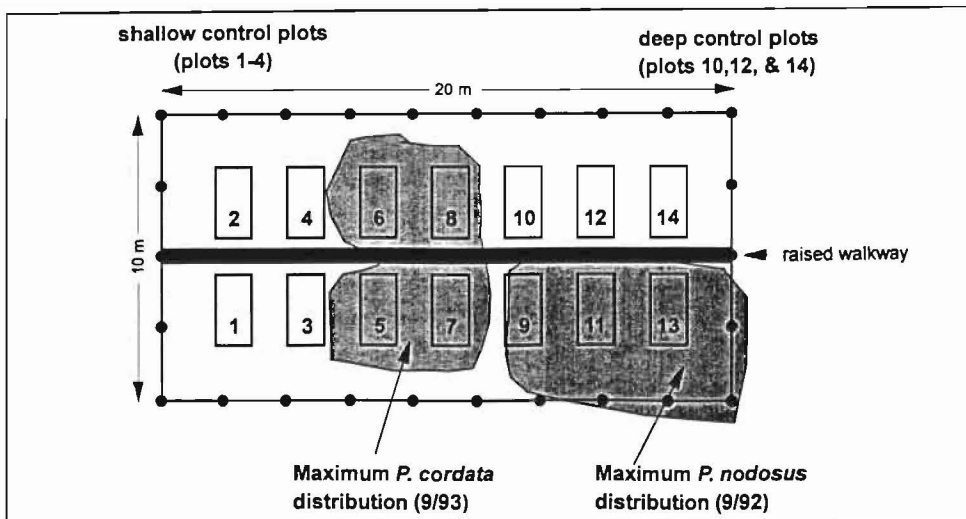 shallow control plots
(plots 1-4)
deep control plots
(plots 10,12, & 14)
20 m
10 m
2
4
6
8
10
12
14
raised walkway
1
3
5
7
9
11
13
Maximum P. cordata
distribution (9/93)
Maximum P. nodosus
distribution (9/92)